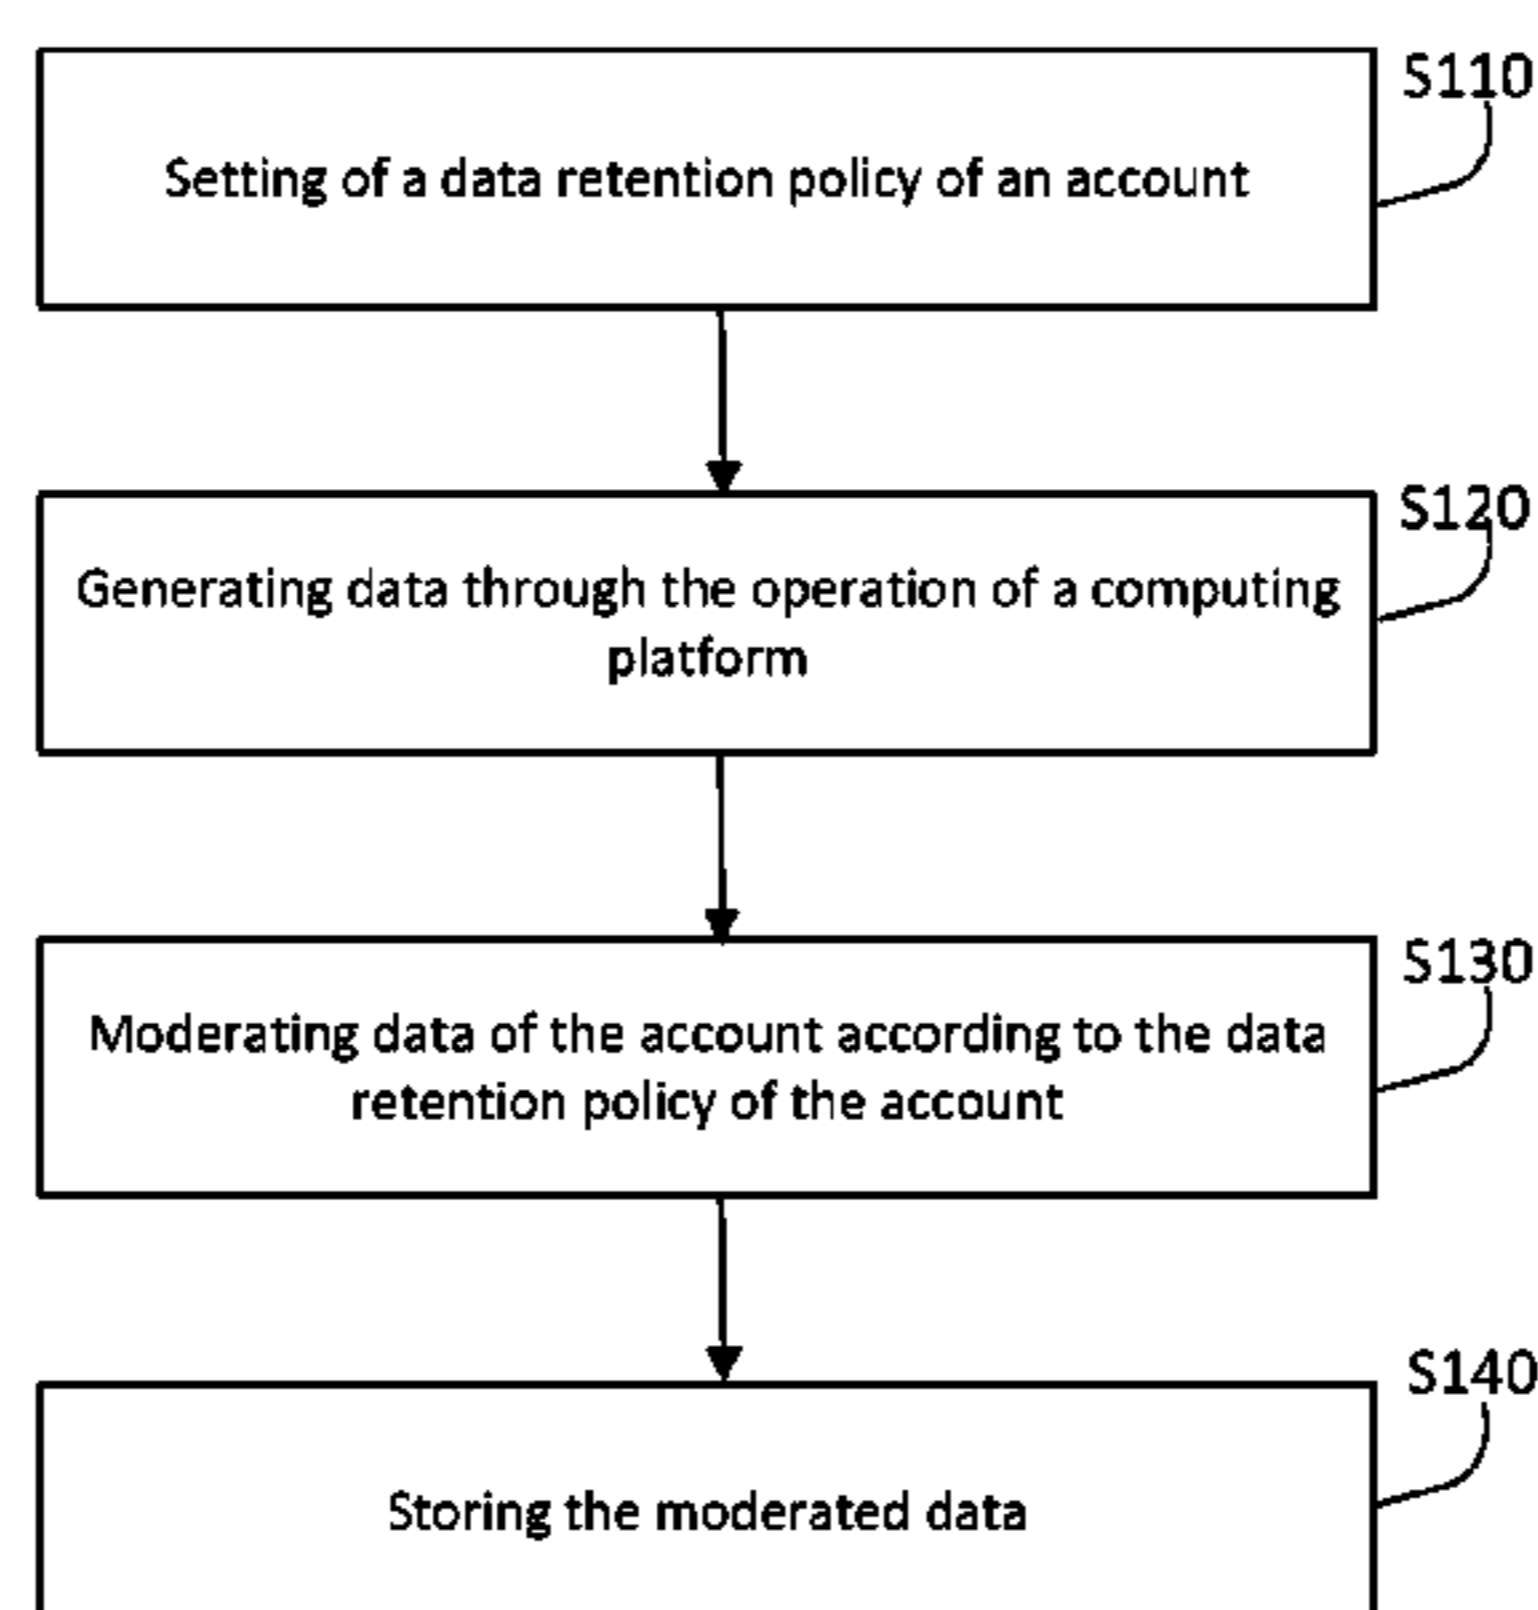 S110
Setting of a data retention policy of an account
S120
Generating data through the operation of a computing
platform
S130
Moderating data of the account according to the data
retention policy of the account
S140
Storing the moderated data